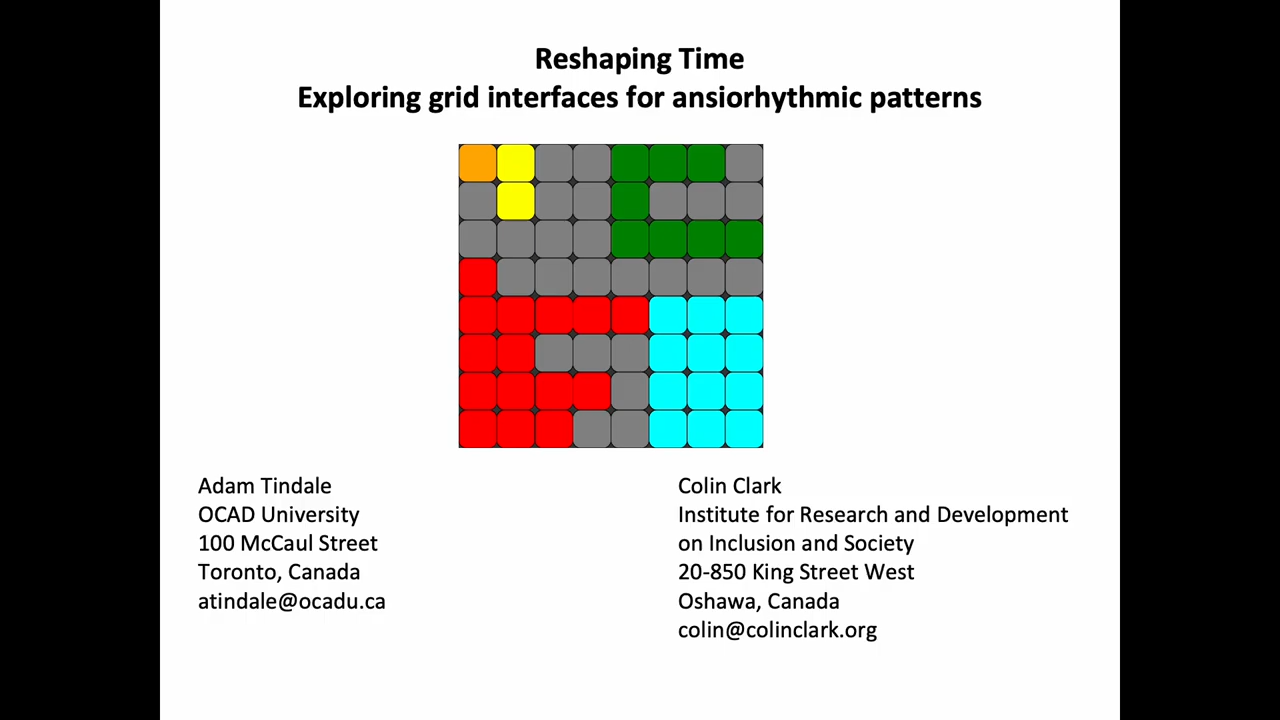 Reshaping Time
Exploring grid interfaces for ansiorhythmic patterns
Adam Tindale
OCAD University
100 McCaul Street
Toronto, Canada
atindale@ocadu.ca
Colin Clark
Institute for Research and Development
on Inclusion and Society
20-850 King Street West
Oshawa, Canada
colin@colinclark.org